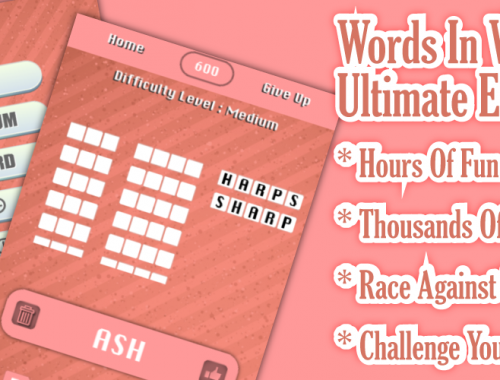 Home
600
Give Up
Difficulty Level : Medium
HARPS
SHARP
ASH
Words In
Ultimate
* Hours Of Fun
* Thousands Of
* Race Against
* Challenge